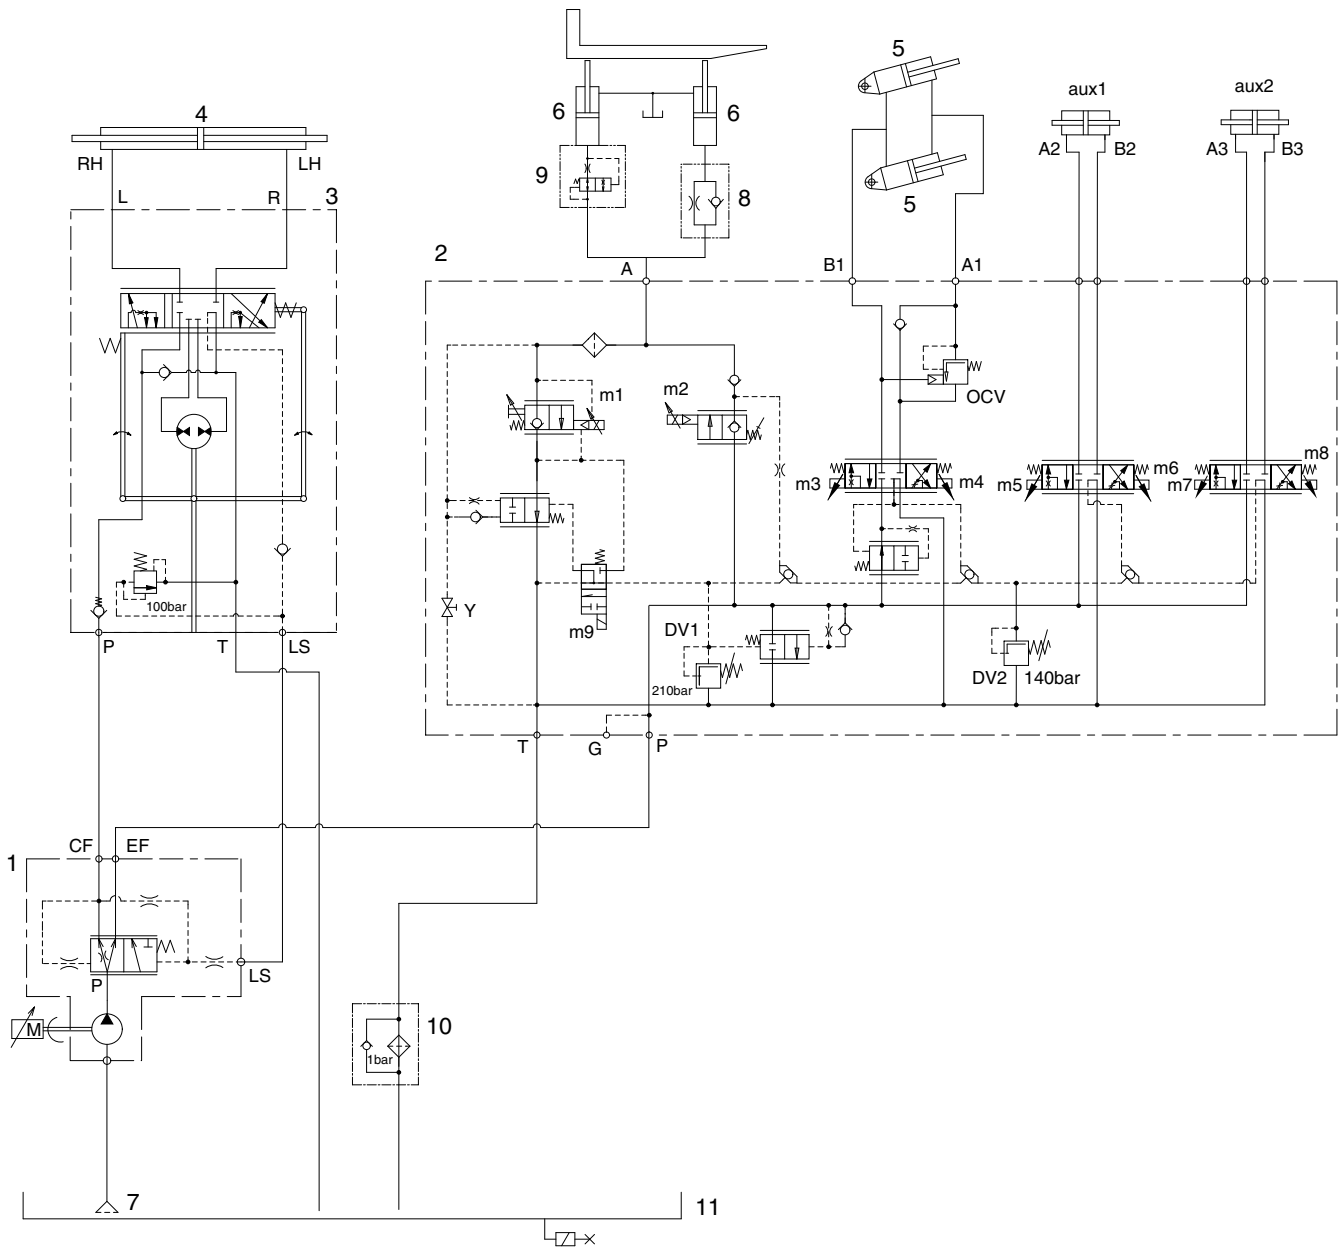 5
4
6
6
aux1
aux2
RH
LH
9
8
A2
B2
A3
B3
L
R
3
5
2
A
B1
A1
m1
m2
OCV
m3
m4
m5
m6
m7
m8
100bar
Y
m9
DV1
DV2
140bar
210bar
P
T
LS
T
G
P
CF
EF
1
LS
P
M
10
1bar
7
11